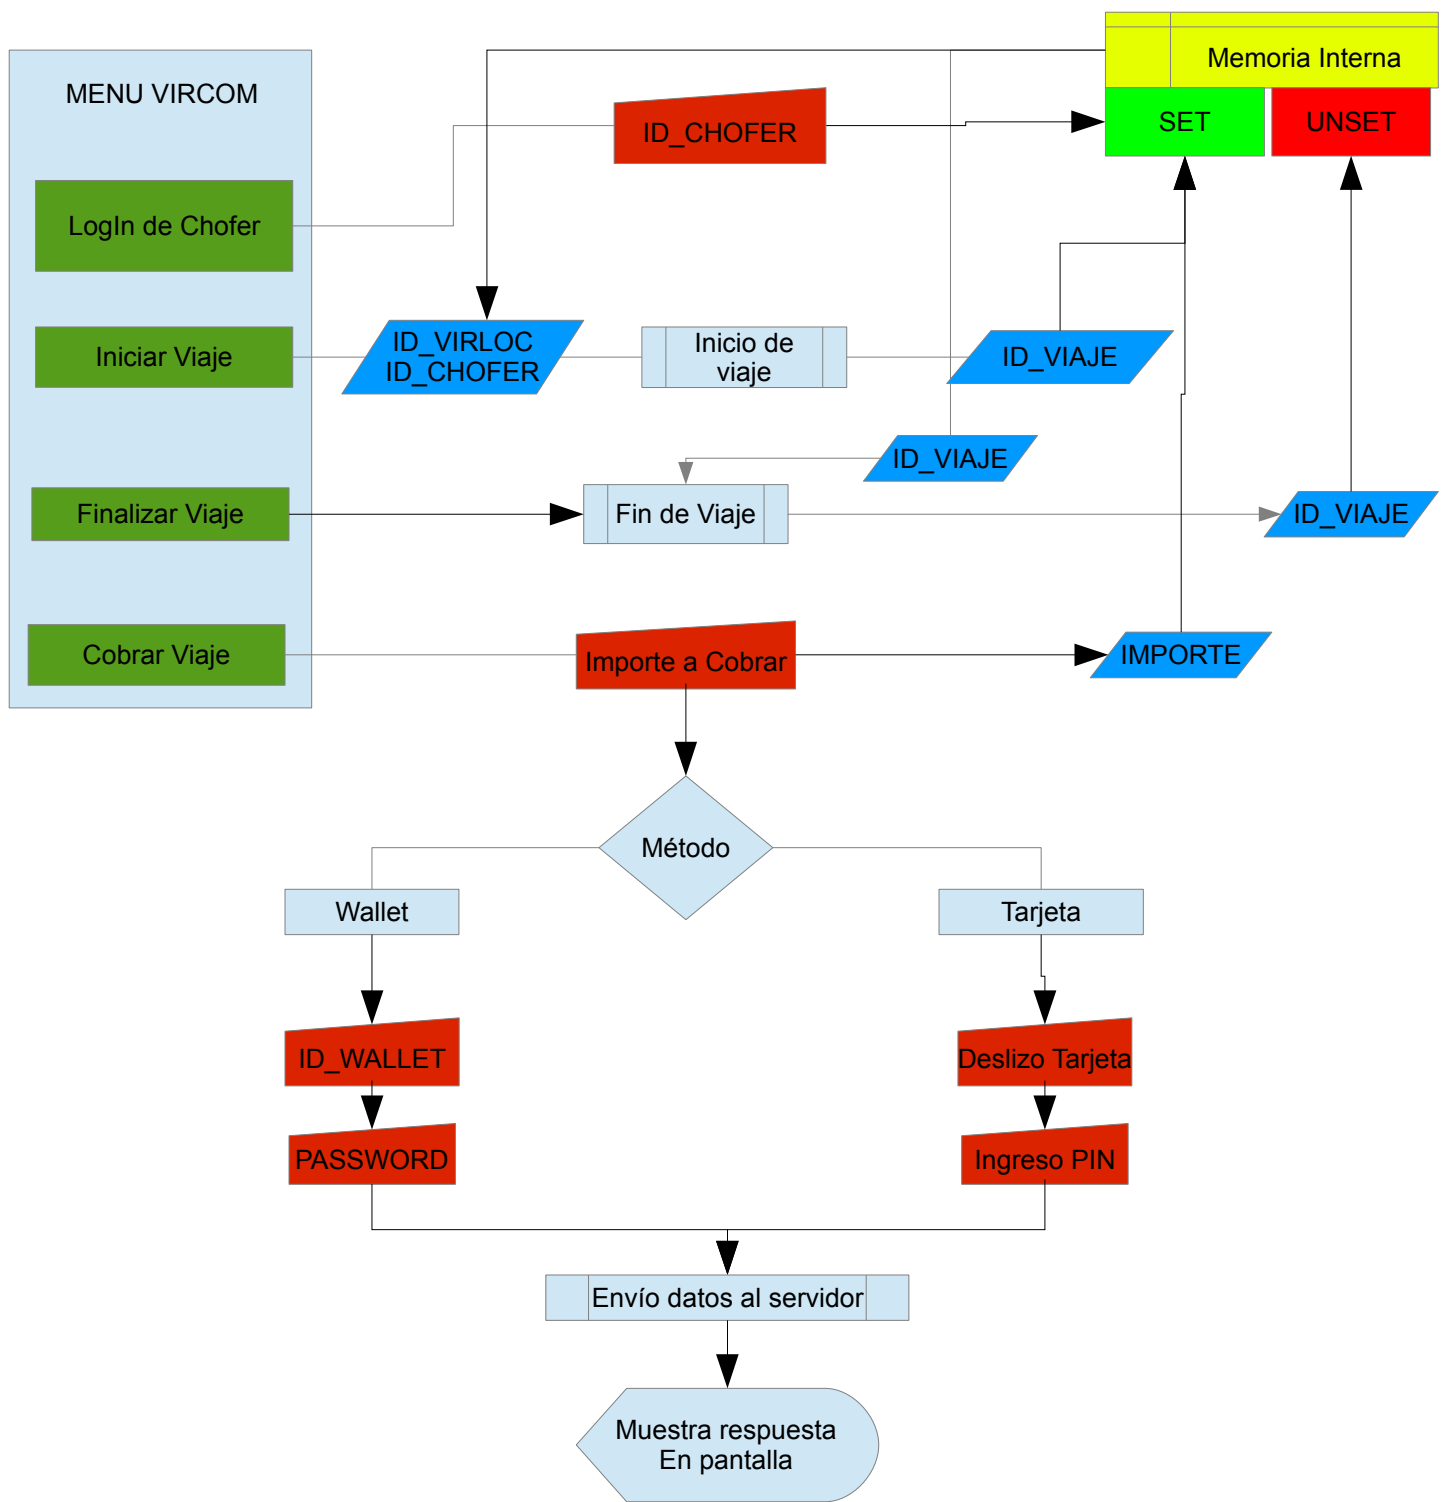 Memoria Interna
MENU VIRCOM
SET
UNSET
ID_CHOFER
LogIn de Chofer
Iniciar Viaje
ID_VIRLOC
ID_CHOFER
Inicio de
viaje
ID_VIAJE
ID_VIAJE
Finalizar Viaje
Fin de Viaje
ID_VIAJE
Cobrar Viaje
Importe a Cobrar
IMPORTE
Método
Wallet
Tarjeta
ID_WALLET
Deslizo Tarjeta
PASSWORD
Ingreso PIN
Envío datos al servidor
Muestra respuesta
En pantalla